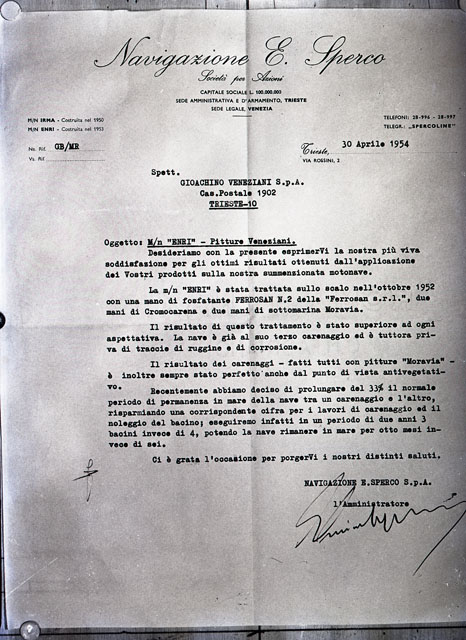 Navigazione E. Sperco
Società per Azioni
CAPITALE SOCIALE L. 100.000.000
SEDE AMMINISTRATIVA E D'ARMAMENTO, TRIESTE
SEDE LEGALE, VENEZIA
M/N IRMA - Costruita nel 1950
M/N ENRI - Costruita nel 1953
TELEFONI: 28-996 - 28-997
TELEGR.: „SPERCOLINE"
Ns. Rif. GB/MR
Vs. Rif.
Trieste, 30 Aprile 1954
VIA ROSSINI, 2
Spett.
GIOACHINO VENEZIANI S.p.A.
Cas.Postale 1902
TRIESTE-10
Oggetto: M/n "ENRI" - Pitture Veneziani.
Desideriamo con la presente esprimerVi la nostra più viva
soddisfazione per gli ottimi risultati ottenuti dall'applicazione
dei Vostri prodotti sulla nostra summensionata motonave.
La m/n "ENRI" è stata trattata sullo scalo nell'ottobre 1952
con una mano di fosfatante FERROSAN N.2 della "Ferrosan s.r.l.", due
mani di Cromocarena e due mani di sottomarina Moravia.
Il risultato di questo trattamento è stato superiore ad ogni
aspettativa. La nave è già al suo terzo carenaggio ed è tuttora pri-
va di traccie di ruggine e di corrosione.
Il risultato dei carenaggi - fatti tutti con pitture "Moravia" -
è inoltre sempre stato perfetto anche dal punto di vista antivegetati-
vo.
Recentemente abbiamo deciso di prolungare del 33% il normale
periodo di permanenza in mare della nave tra un carenaggio e l'altro,
risparmiando una corrispondente cifra per i lavori di carenaggio ed il
noleggio del bacino; eseguiremo infatti in un periodo di due anni 3
bacini invece di 4, potendo la nave rimanere in mare per otto mesi in-
vece di sei.
Ci è grata l'occasione per porgerVi i nostri distinti saluti.
NAVIGAZIONE E.SPERCO S.p.A.
l'Amministratore